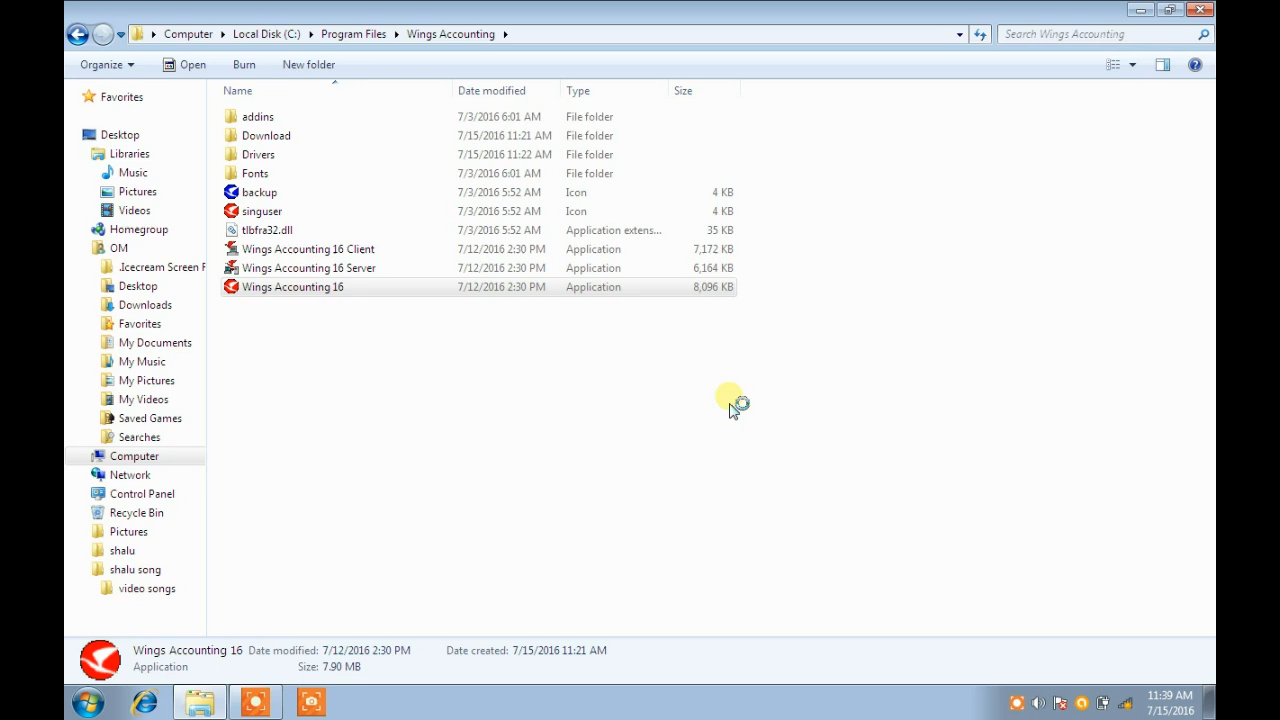 Computer Local Disk (C:) Program Files Wings Accounting Search Wings Accounting
Organize Open Burn New folder
Name Date modified Type Size
Favorites
Desktop
Libraries
Music
Pictures
Videos
Homegroup
OM
.Icecream Screen R
Desktop
Downloads
Favorites
My Documents
My Music
My Pictures
My Videos
Saved Games
Searches
Computer
Network
Control Panel
Recycle Bin
Pictures
shalu
shalu song
video songs
addins 7/3/2016 6:01 AM File folder
Download 7/15/2016 11:21 AM File folder
Drivers 7/15/2016 11:22 AM File folder
Fonts 7/3/2016 6:01 AM File folder
backup 7/3/2016 5:52 AM Icon 4 KB
singuser 7/3/2016 5:52 AM Icon 4 KB
tlbfra32.dll 7/3/2016 5:52 AM Application extens... 35 KB
Wings Accounting 16 Client 7/12/2016 2:30 PM Application 7,172 KB
Wings Accounting 16 Server 7/12/2016 2:30 PM Application 6,164 KB
Wings Accounting 16 7/12/2016 2:30 PM Application 8,096 KB
Wings Accounting 16 Date modified: 7/12/2016 2:30 PM Date created: 7/15/2016 11:21 AM
Application Size: 7.90 MB
11:39 AM
7/15/2016